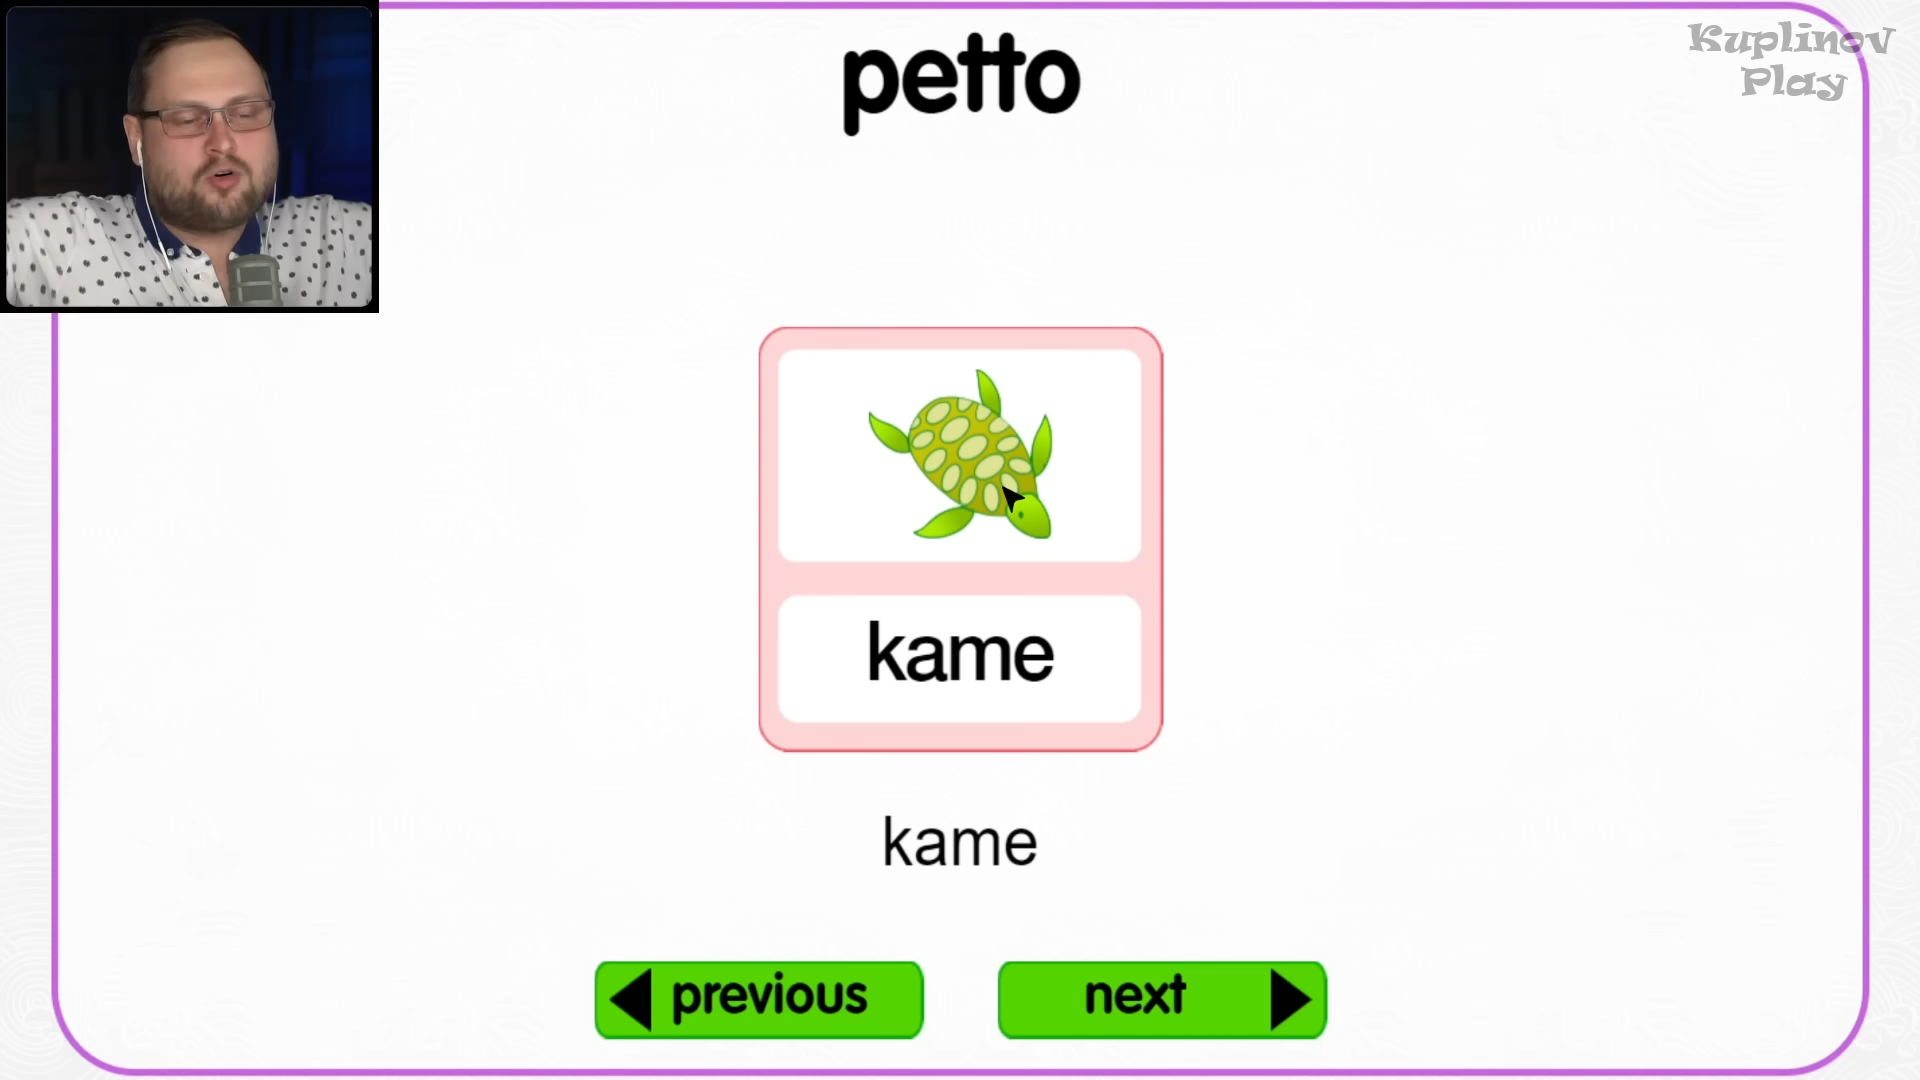 petto
Kuplinov
Play
kame
kame
previous
next